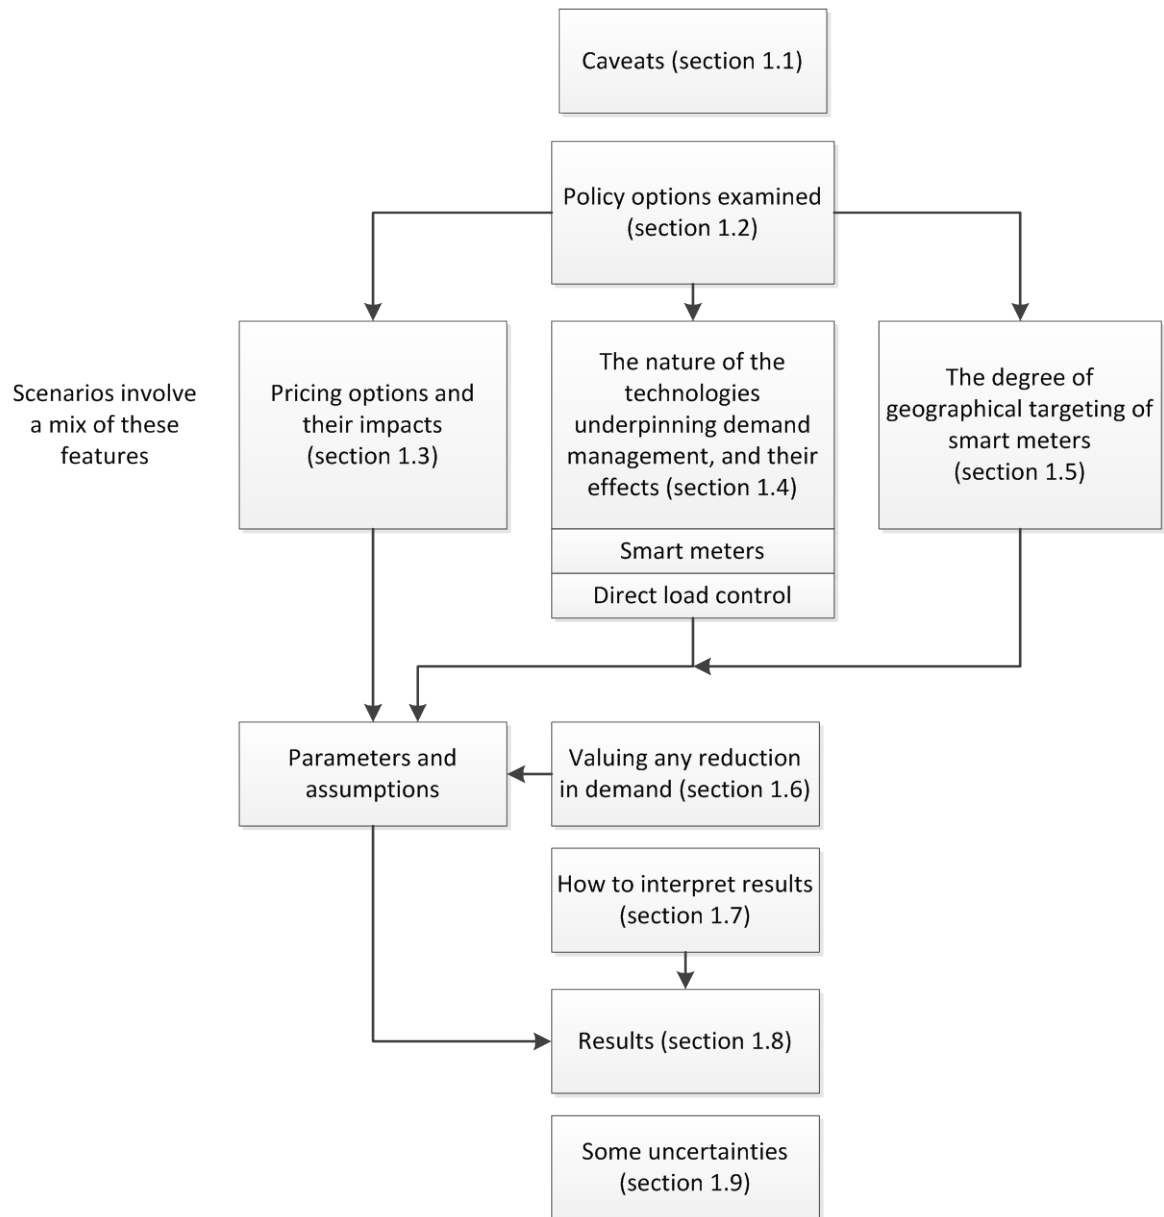 Caveats (section 1.1)
Policy options examined
(section 1.2)
Scenarios involve
a mix of these
features
Pricing options and
their impacts
(section 1.3)
The nature of the
technologies
underpinning demand
management, and their
effects (section 1.4)
Smart meters
Direct load control
The degree of
geographical targeting of
smart meters
(section 1.5)
Parameters and
assumptions
Valuing any reduction
in demand (section 1.6)
How to interpret results
(section 1.7)
Results (section 1.8)
Some uncertainties
(section 1.9)